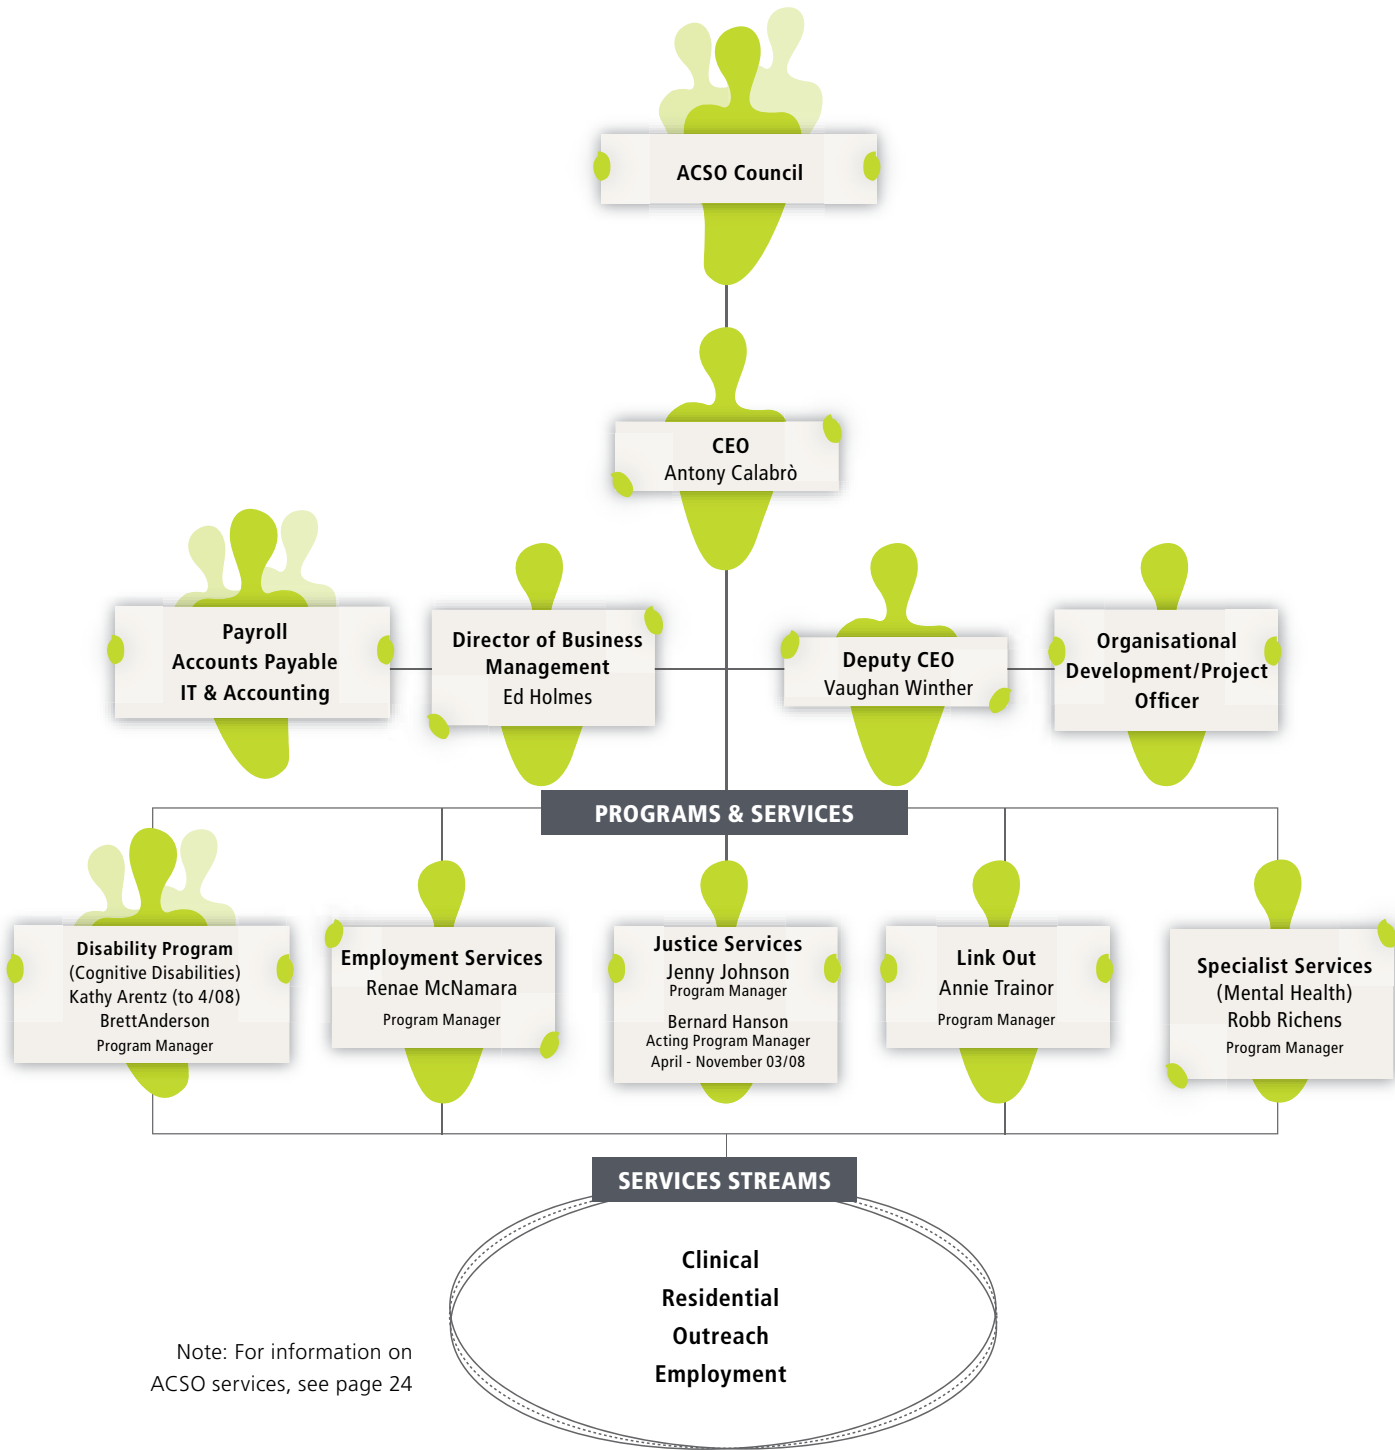 ACSO Council
CEO
Antony Calabrò
Payroll
Accounts Payable
IT & Accounting
Director of Business
Management
Ed Holmes
Deputy CEO
Vaughan Winther
Organisational
Development/Project
Officer
PROGRAMS & SERVICES
Disability Program
(Cognitive Disabilities)
Kathy Arentz (to 4/08)
BrettAnderson
Program Manager
Employment Services
Renae McNamara
Program Manager
Justice Services
Jenny Johnson
Program Manager
Bernard Hanson
Acting Program Manager
April - November 03/08
Link Out
Annie Trainor
Program Manager
Specialist Services
(Mental Health)
Robb Richens
Program Manager
SERVICES STREAMS
Clinical
Residential
Outreach
Employment
Note: For information on
ACSO services, see page 24